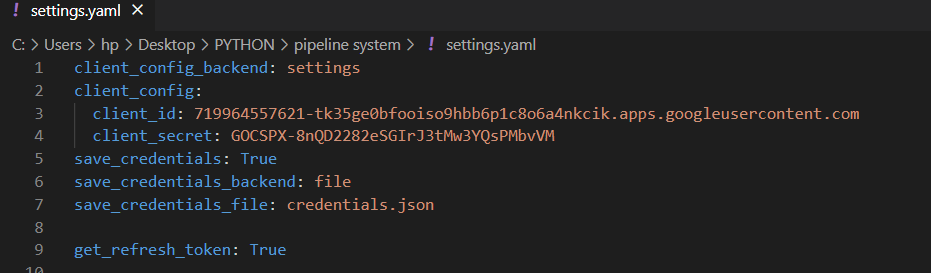 ! settings.yaml ×
C: > Users > hp > Desktop > PYTHON > pipeline system > ! settings.yaml
1 client_config_backend: settings
2 client_config:
3 client_id: 719964557621-tk35ge0bfooiso9hbb6p1c8o6a4nkcik.apps.googleusercontent.com
4 client_secret: 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
5 save_credentials: True
6 save_credentials_backend: file
7 save_credentials_file: credentials.json
8
9 get_refresh_token: True
10